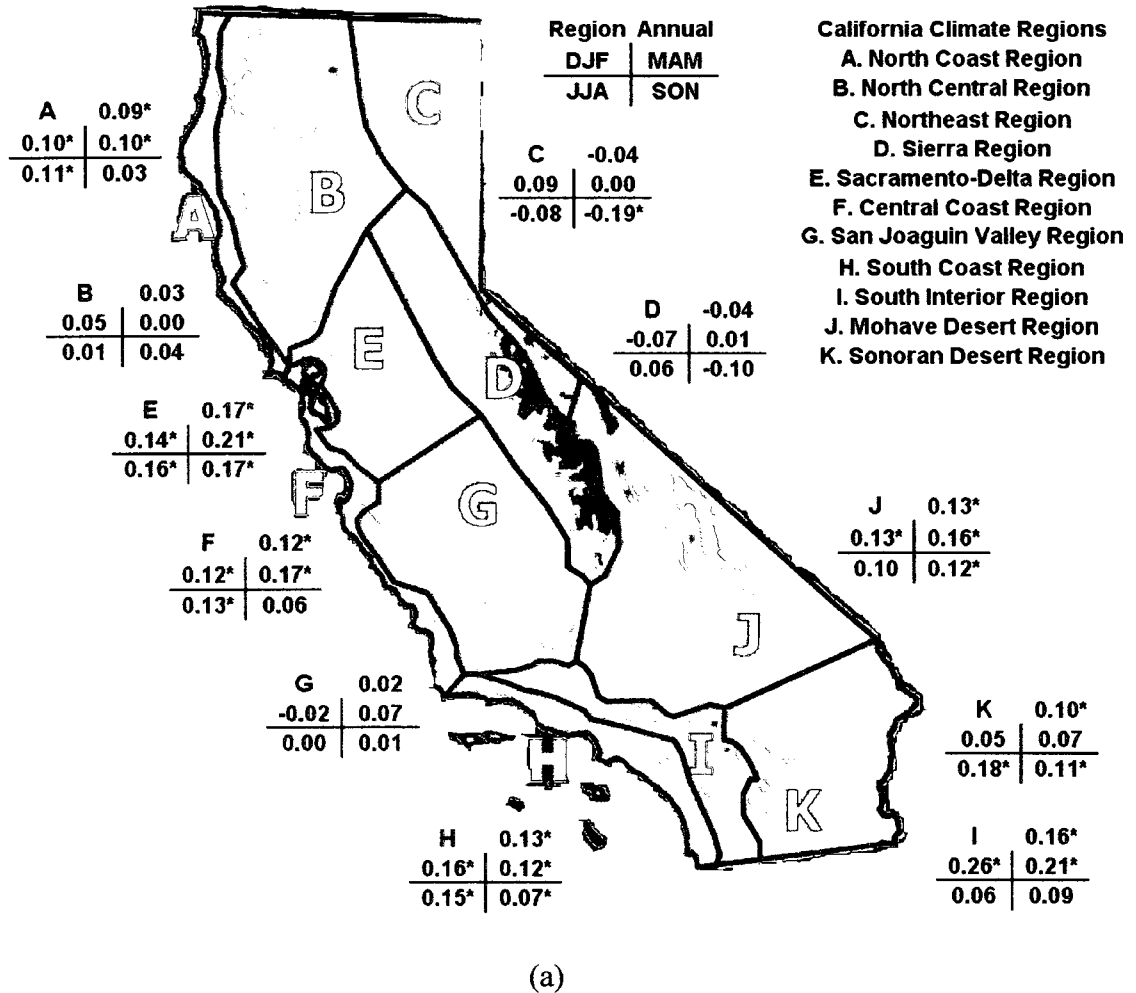 Region Annual
DJF MAM
JJA SON
California Climate Regions
A. North Coast Region
B. North Central Region
C. Northeast Region
D. Sierra Region
E. Sacramento-Delta Region
F. Central Coast Region
G. San Joaquin Valley Region
H. South Coast Region
I. South Interior Region
J. Mohave Desert Region
K. Sonoran Desert Region
A 0.09*
0.10* 0.10*
0.11* 0.03
C -0.04
0.09 0.00
-0.08 -0.19*
B 0.03
0.05 0.00
0.01 0.04
D -0.04
-0.07 0.01
0.06 -0.10
E 0.17*
0.14* 0.21*
0.16* 0.17*
F 0.12*
0.12* 0.17*
0.13* 0.06
J 0.13*
0.13* 0.16*
0.10 0.12*
G 0.02
-0.02 0.07
0.00 0.01
K 0.10*
0.05 0.07
0.18* 0.11*
H 0.13*
0.16* 0.12*
0.15* 0.07*
I 0.16*
0.26* 0.21*
0.06 0.09
C
B
A
E
D
F
G
J
H
I
K
(a)